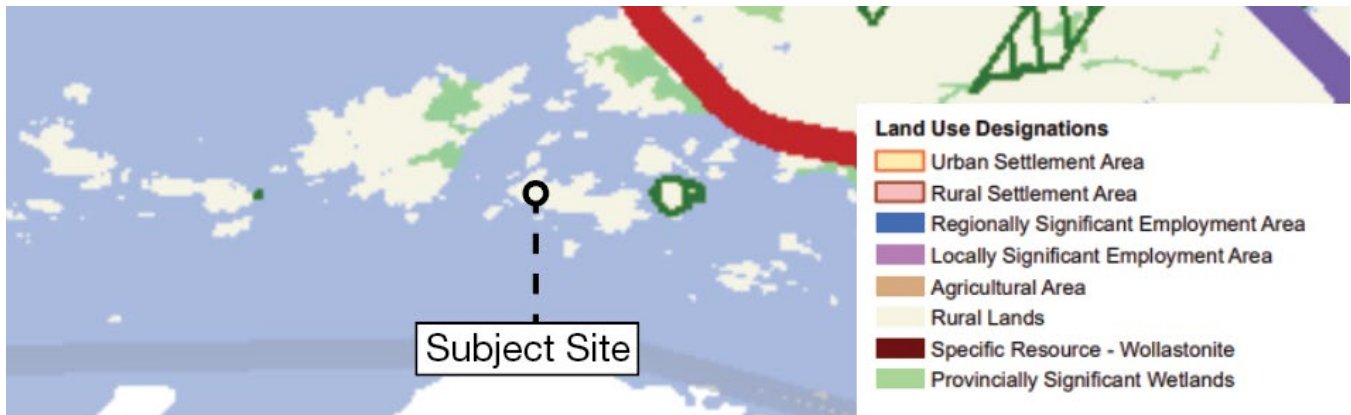 Land Use Designations
Urban Settlement Area
Rural Settlement Area
Regionally Significant Employment Area
Locally Significant Employment Area
Agricultural Area
Rural Lands
Specific Resource - Wollastonite
Provincially Significant Wetlands
Subject Site